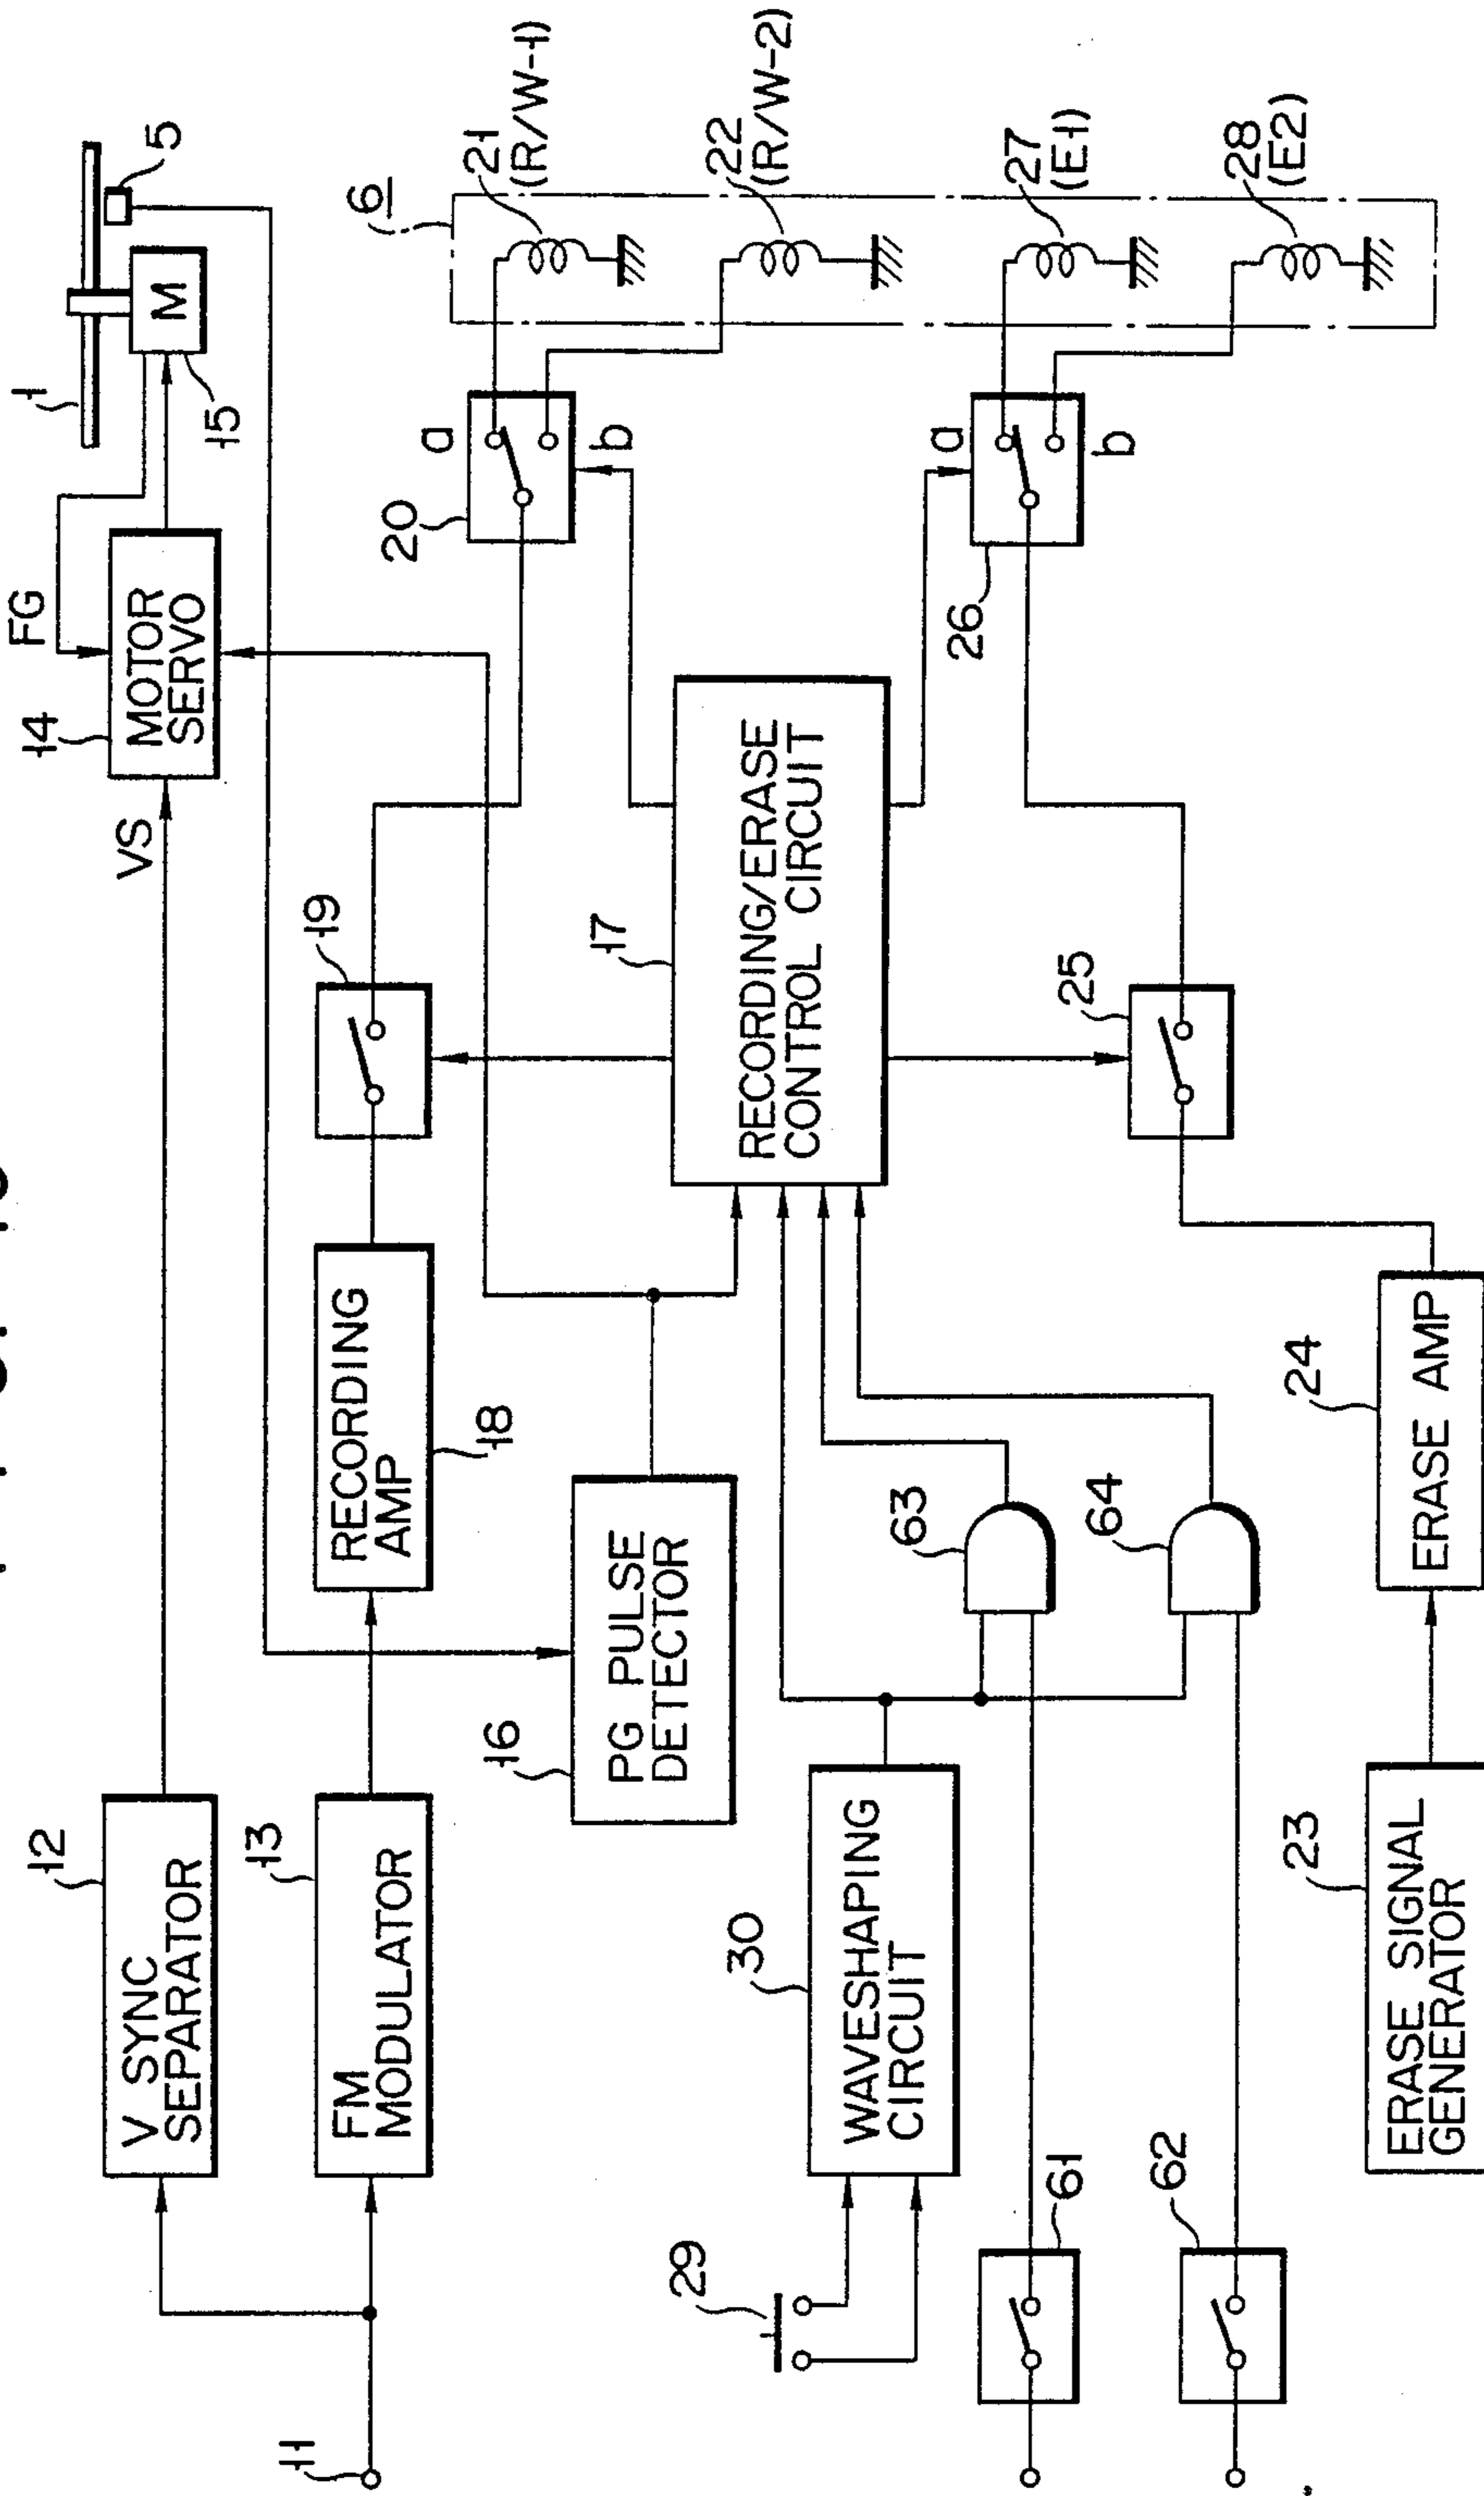 11
12
V SYNC
SEPARATOR
VS
14
MOTOR
SERVO
FG
1
M
15
5
13
FM
MODULATOR
RECORDING
AMP
18
19
20
a
b
6
21
(R/W-1)
22
(R/W-2)
16
PG PULSE
DETECTOR
17
RECORDING/ERASE
CONTROL CIRCUIT
29
30
WAVESHAPING
CIRCUIT
63
64
61
62
25
26
a
b
27
(E1)
28
(E2)
23
ERASE SIGNAL
GENERATOR
24
ERASE AMP